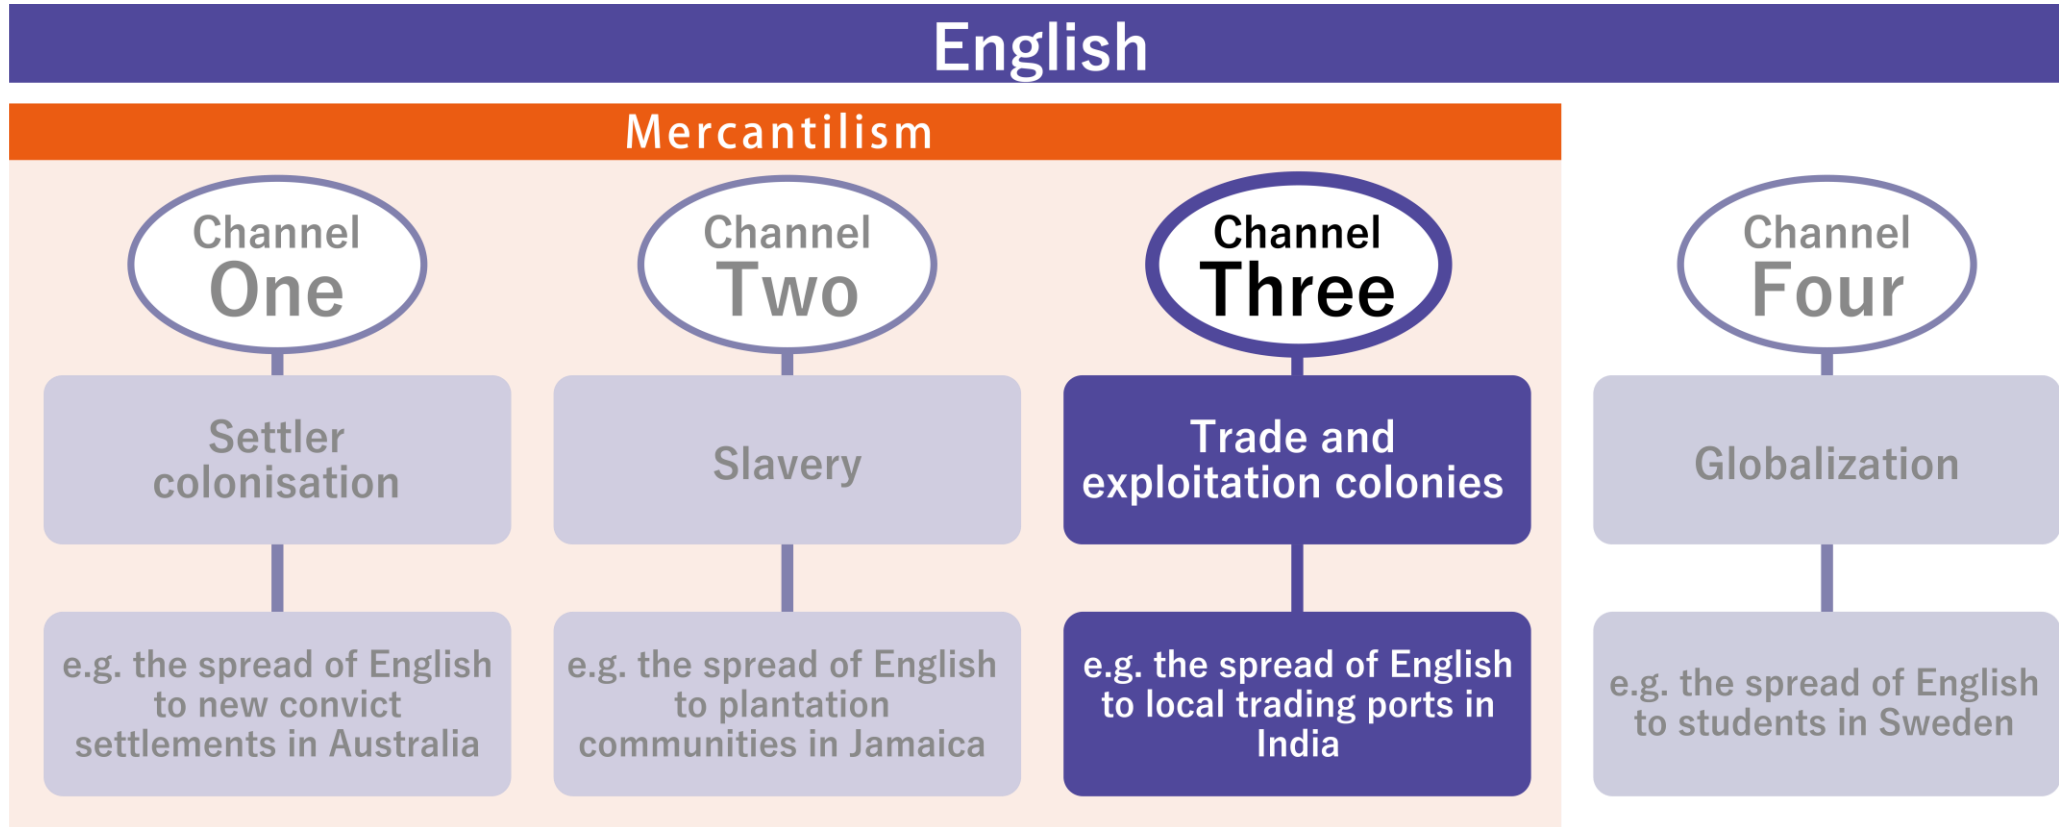 English
Mercantilism
Channel
One
Settler
colonisation
e.g. the spread of English
to new convict
settlements in Australia
Channel
Two
Slavery
e.g. the spread of English
to plantation
communities in Jamaica
Channel
Three
Trade and
exploitation colonies
e.g. the spread of English
to local trading ports in
India
Channel
Four
Globalization
e.g. the spread of English
to students in Sweden